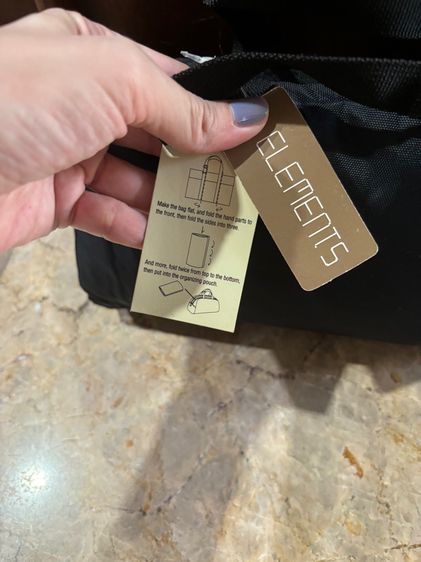 Make the bag flat, and fold the hand parts to
the front, then fold the sides into three.
And more, fold twice from top to the bottom,
then put into the organizing pouch.
ELEMENTS